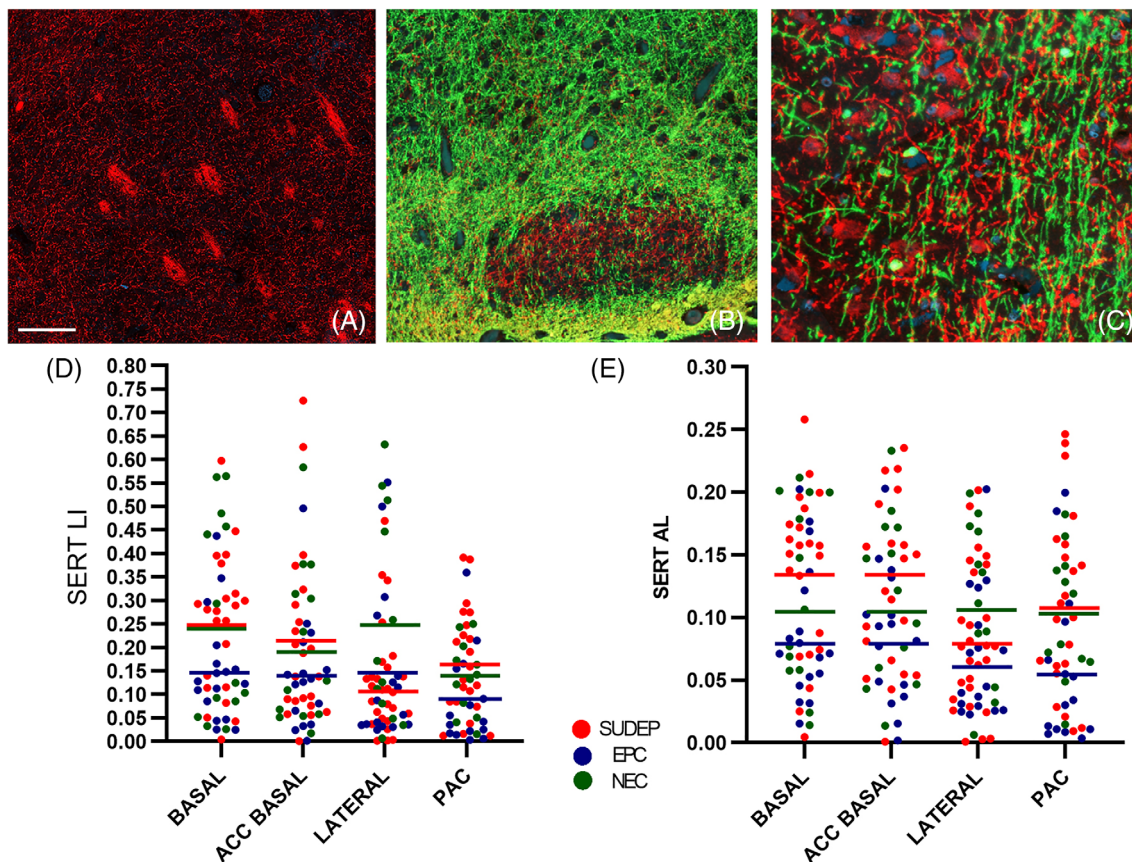 (A)
(B)
(C)
(D)
SERT LI
0.80
0.75
0.70
0.65
0.60
0.55
0.50
0.45
0.40
0.35
0.30
0.25
0.20
0.15
0.10
0.05
0.00
BASAL
ACC BASAL
LATERAL
PAC
SUDEP
EPC
NEC
(E)
SERT AL
0.30
0.25
0.20
0.15
0.10
0.05
0.00
BASAL
ACC BASAL
LATERAL
PAC